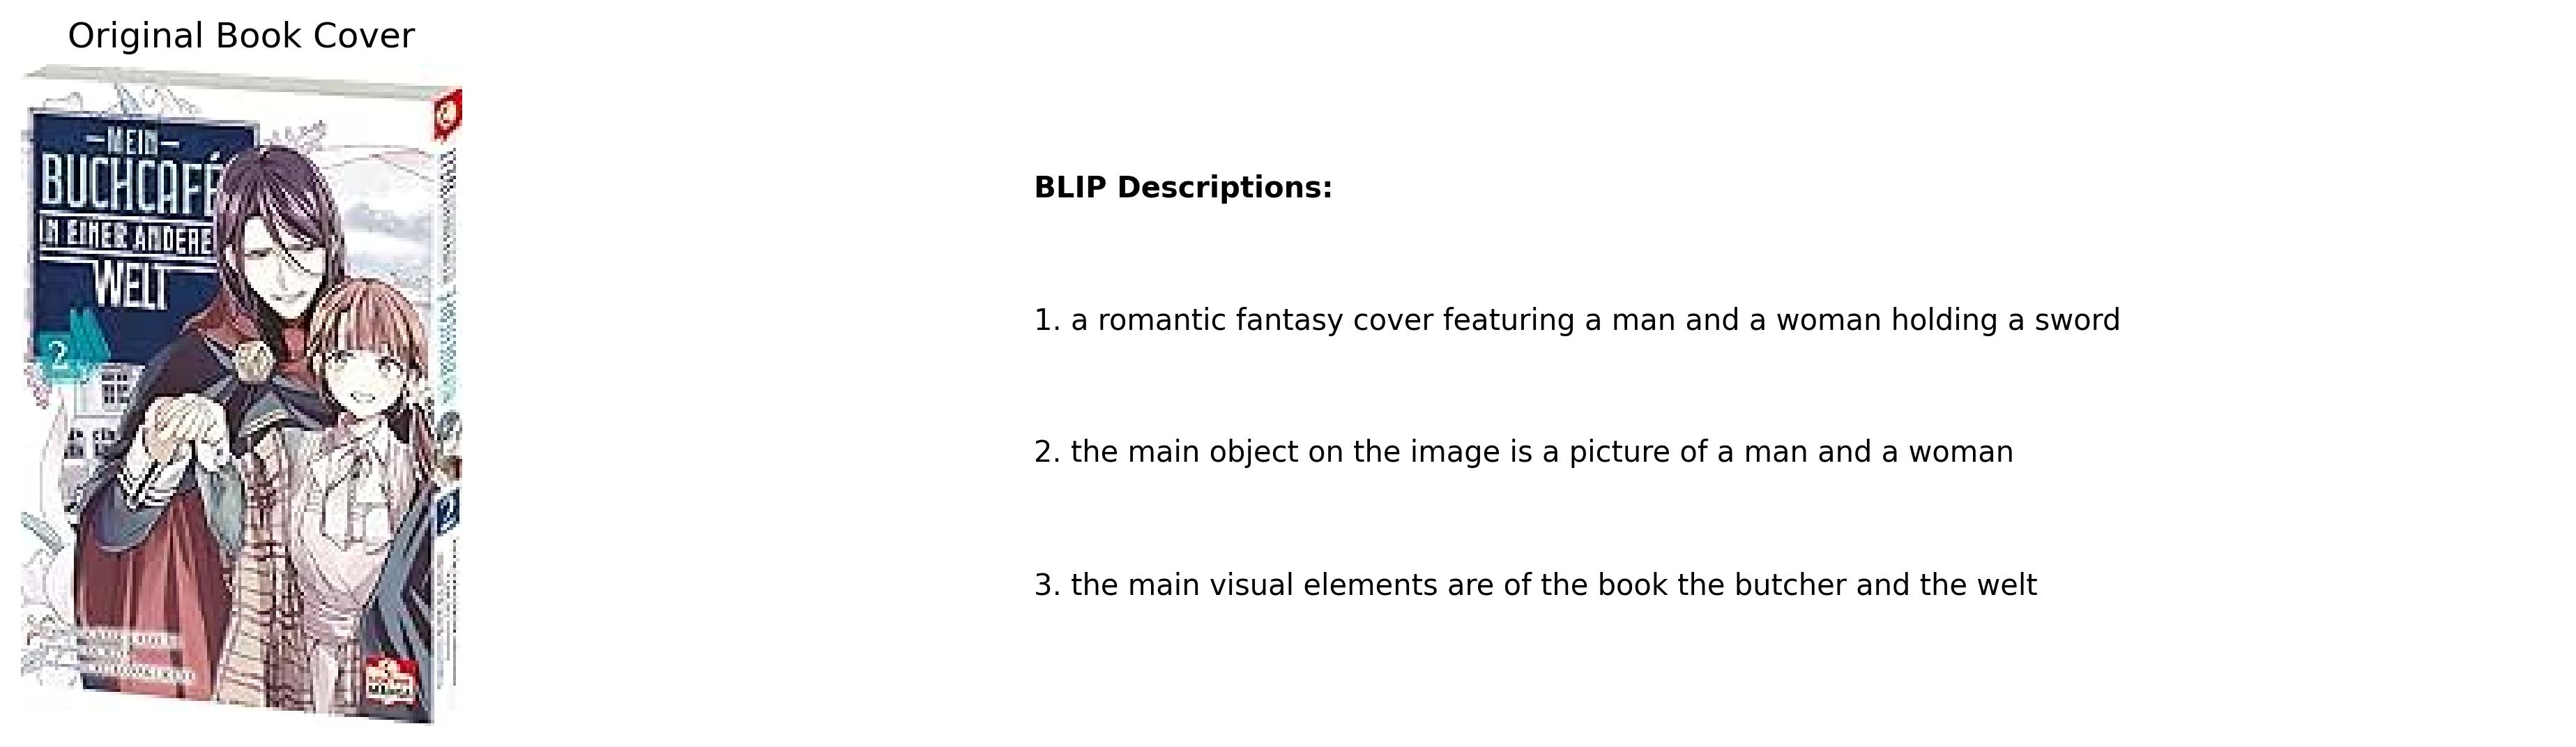 Original Book Cover
MEIN
BUCHCAFÉ
IN EINER ANDERE
WELT
2
MANGA
2
BLIP Descriptions:
1. a romantic fantasy cover featuring a man and a woman holding a sword
2. the main object on the image is a picture of a man and a woman
3. the main visual elements are of the book the butcher and the welt